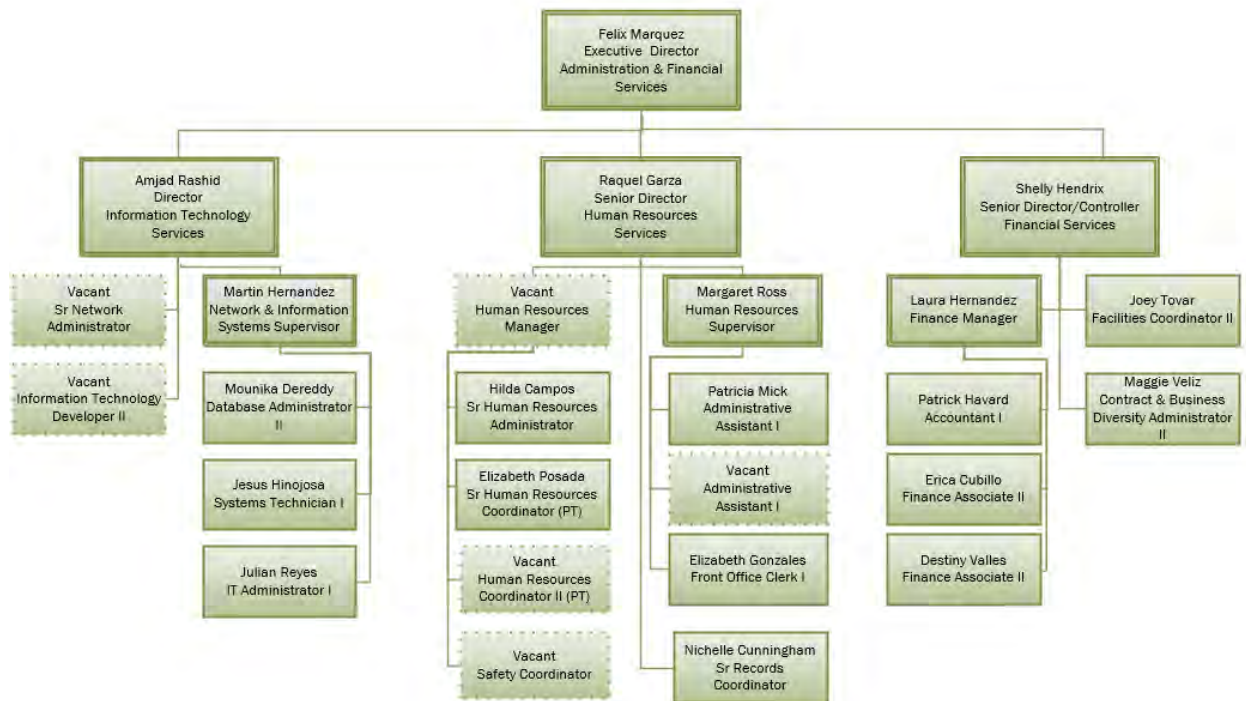 Felix Marquez
Executive Director
Administration & Financial
Services
Amjad Rashid
Director
Information Technology
Services
Raquel Garza
Senior Director
Human Resources
Services
Shelly Hendrix
Senior Director/Controller
Financial Services
Vacant
Sr Network
Administrator
Martin Hernandez
Network & Information
Systems Supervisor
Vacant
Human Resources
Manager
Margaret Ross
Human Resources
Supervisor
Laura Hernandez
Finance Manager
Joey Tovar
Facilities Coordinator II
Vacant
Information Technology
Developer II
Mounika Dereddy
Database Administrator
II
Hilda Campos
Sr Human Resources
Administrator
Patricia Mick
Administrative
Assistant I
Patrick Havard
Accountant I
Maggie Veliz
Contract & Business
Diversity Administrator
II
Jesus Hinojosa
Systems Technician I
Elizabeth Posada
Sr Human Resources
Coordinator (PT)
Vacant
Administrative
Assistant I
Erica Cubillo
Finance Associate II
Julian Reyes
IT Administrator I
Vacant
Human Resources
Coordinator II (PT)
Elizabeth Gonzales
Front Office Clerk I
Destiny Valles
Finance Associate II
Vacant
Safety Coordinator
Nichelle Cunningham
Sr Records
Coordinator